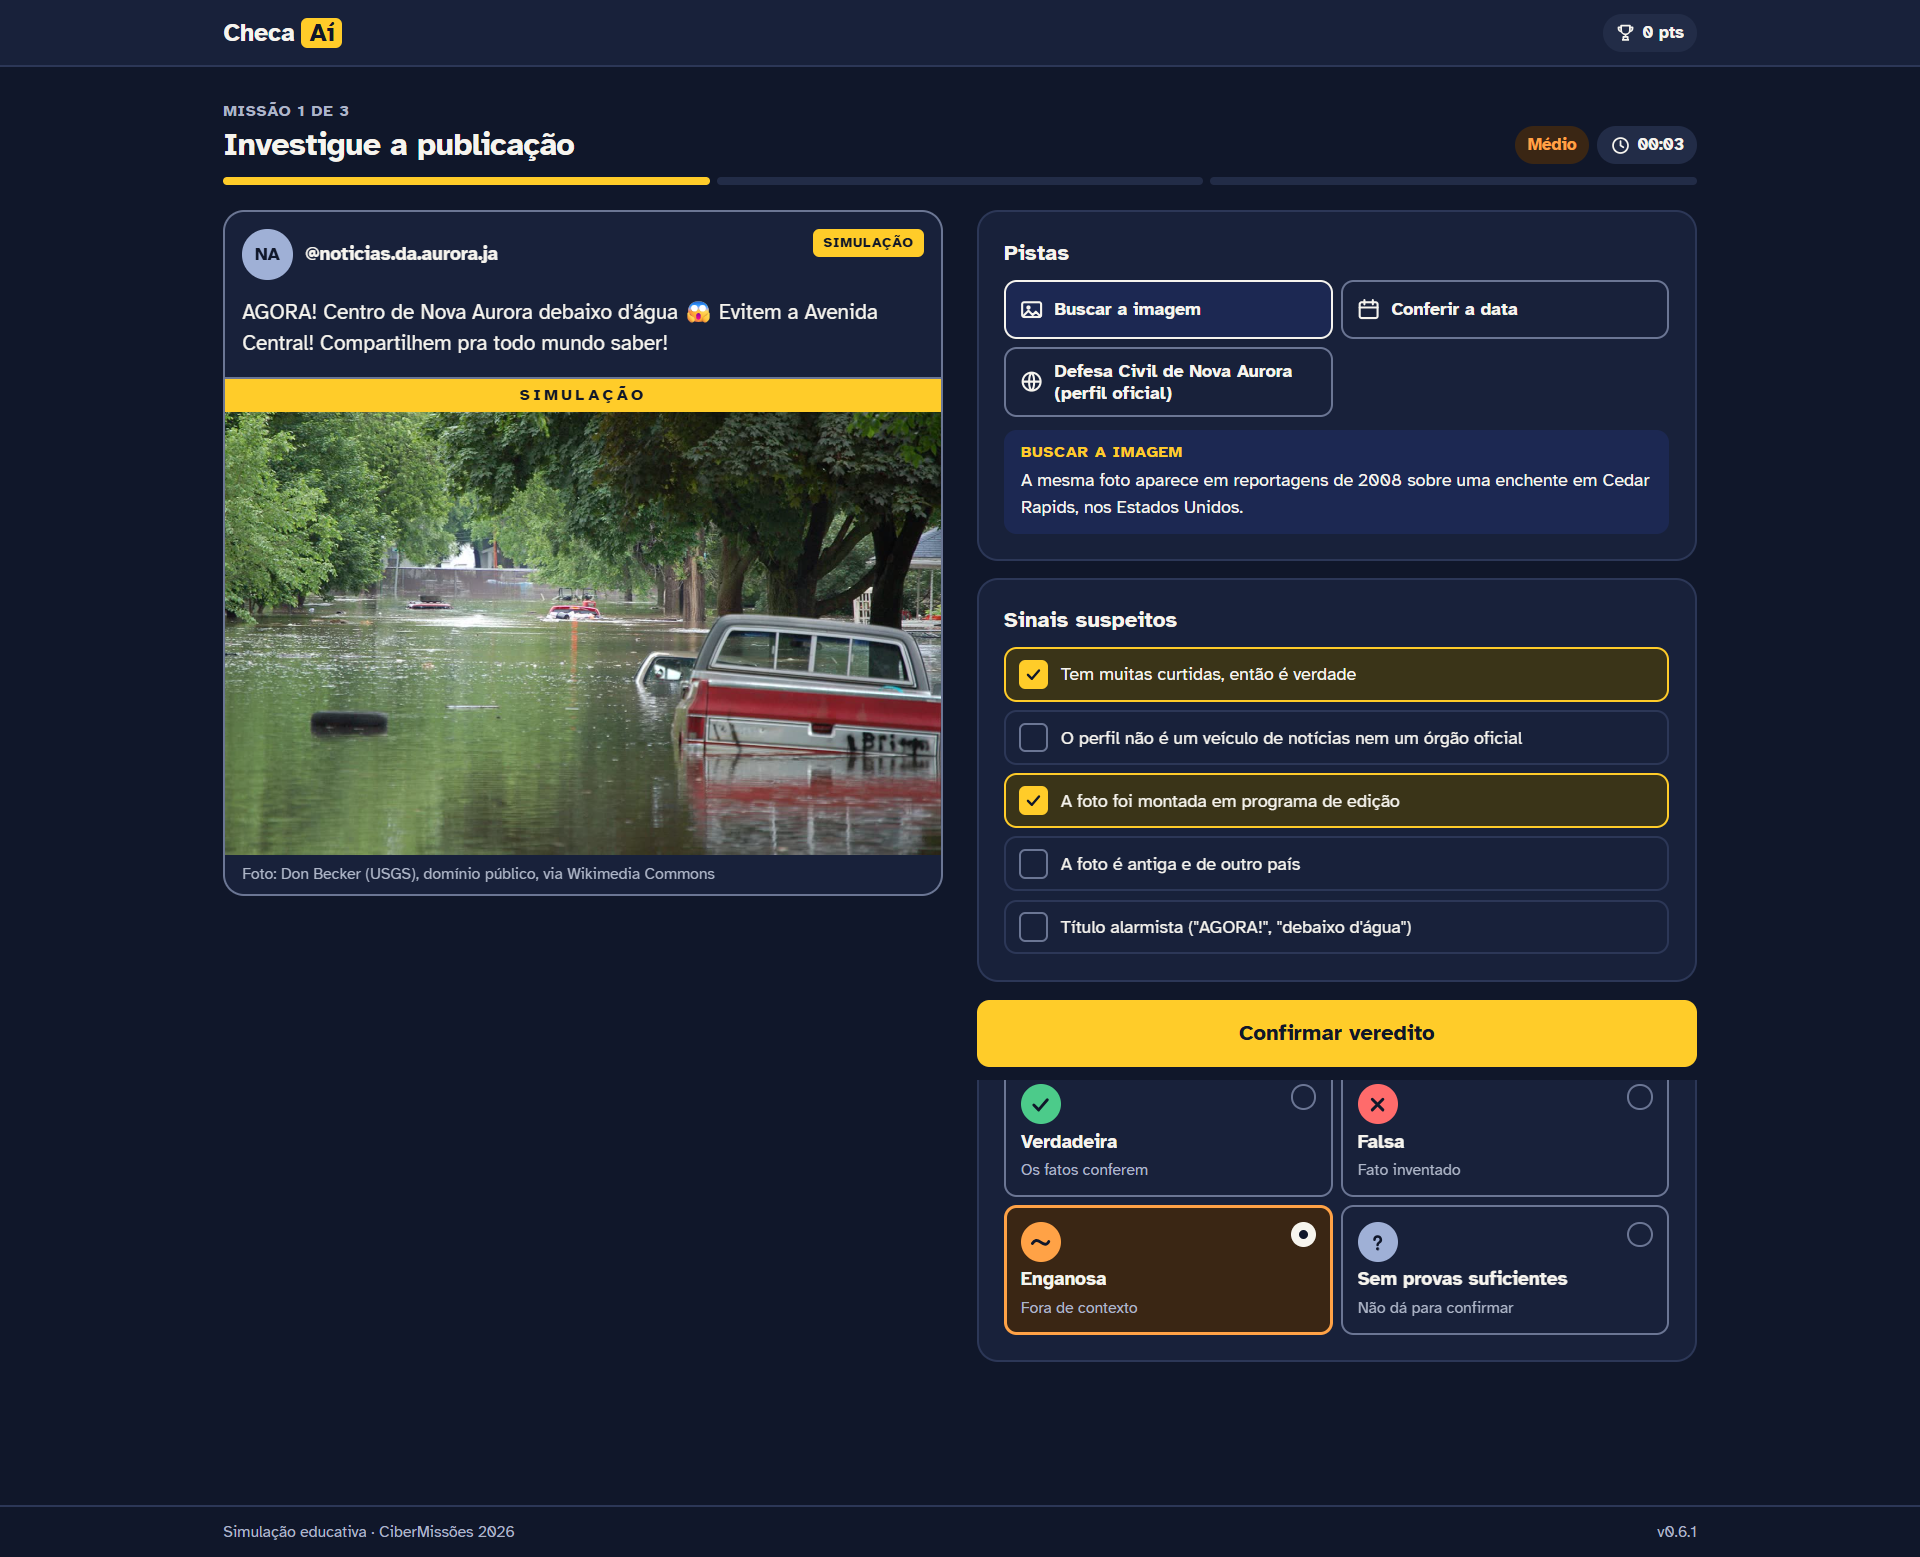 Checa Aí
0 pts
MISSÃO 1 DE 3
Investigue a publicação
Médio
00:03
NA
@noticias.da.aurora.ja
SIMULAÇÃO
AGORA! Centro de Nova Aurora debaixo d'água 😱 Evitem a Avenida
Central! Compartilhem pra todo mundo saber!
SIMULAÇÃO
Foto: Don Becker (USGS), domínio público, via Wikimedia Commons
Pistas
Buscar a imagem
Conferir a data
Defesa Civil de Nova Aurora
(perfil oficial)
BUSCAR A IMAGEM
A mesma foto aparece em reportagens de 2008 sobre uma enchente em Cedar
Rapids, nos Estados Unidos.
Sinais suspeitos
Tem muitas curtidas, então é verdade
O perfil não é um veículo de notícias nem um órgão oficial
A foto foi montada em programa de edição
A foto é antiga e de outro país
Título alarmista ("AGORA!", "debaixo d'água")
Confirmar veredito
Verdadeira
Os fatos conferem
Falsa
Fato inventado
Enganosa
Fora de contexto
?
Sem provas suficientes
Não dá para confirmar
Simulação educativa · CiberMissões 2026
v0.6.1